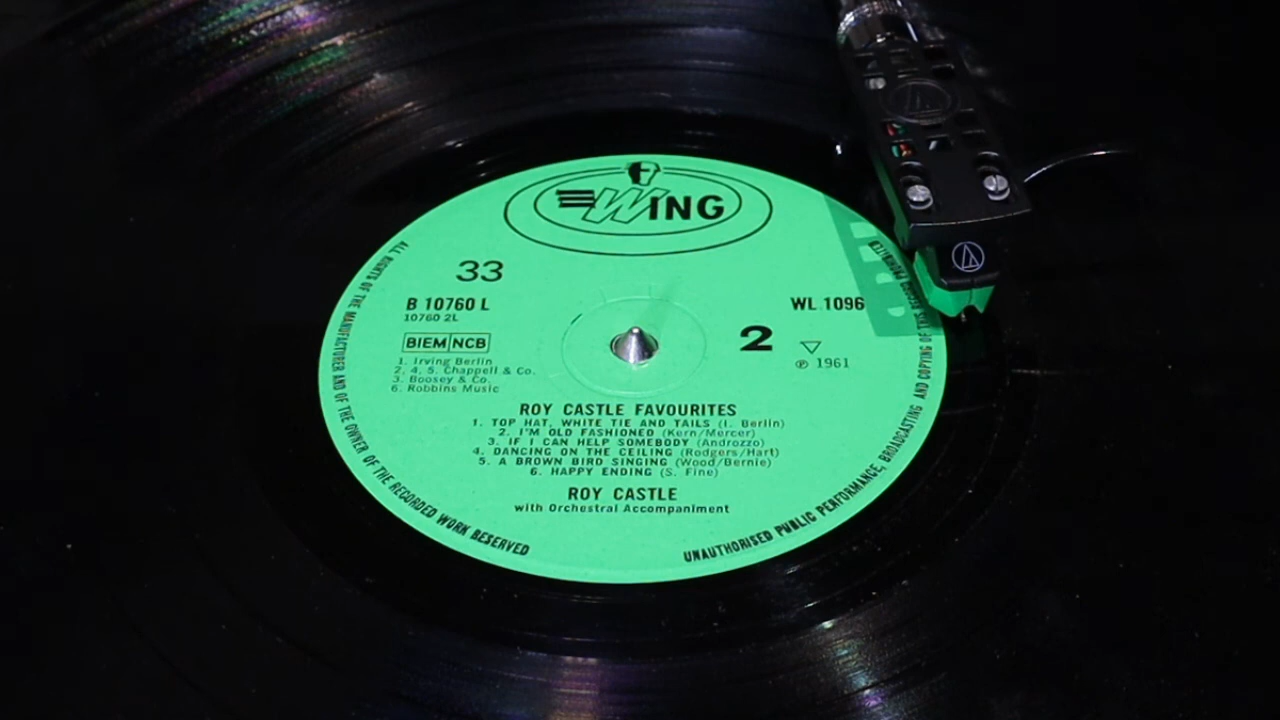 WING
33
B 10760 L
10760 2L
WL 1096
BIEM NCB
2
℗ 1961
1. Irving Berlin
2, 4, 5. Chappell & Co.
3. Boosey & Co.
6. Robbins Music
ROY CASTLE FAVOURITES
1. TOP HAT, WHITE TIE AND TAILS (I. Berlin)
2. I'M OLD FASHIONED (Kern/Mercer)
3. IF I CAN HELP SOMEBODY (Androzzo)
4. DANCING ON THE CEILING (Rodgers/Hart)
5. A BROWN BIRD SINGING (Wood/Bernie)
6. HAPPY ENDING (S. Fine)
ROY CASTLE
with Orchestral Accompaniment
ALL RIGHTS OF THE MANUFACTURER AND OF THE OWNER OF THE RECORDED WORK RESERVED
UNAUTHORISED PUBLIC PERFORMANCE, BROADCASTING AND COPYING OF THIS RECORD PROHIBITED